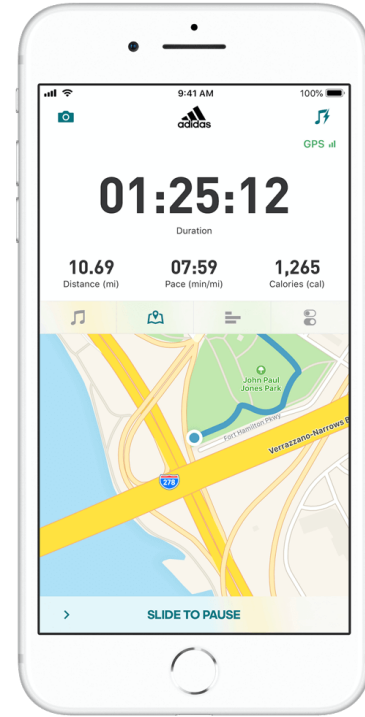 9:41 AM
100%
adidas
GPS
01:25:12
Duration
10.69
07:59
1,265
Distance (mi)
Pace (min/mi)
Calories (cal)
John Paul
Jones Park
Fort Hamilton Pkwy
Verrazzano-Narrows B
278
SLIDE TO PAUSE